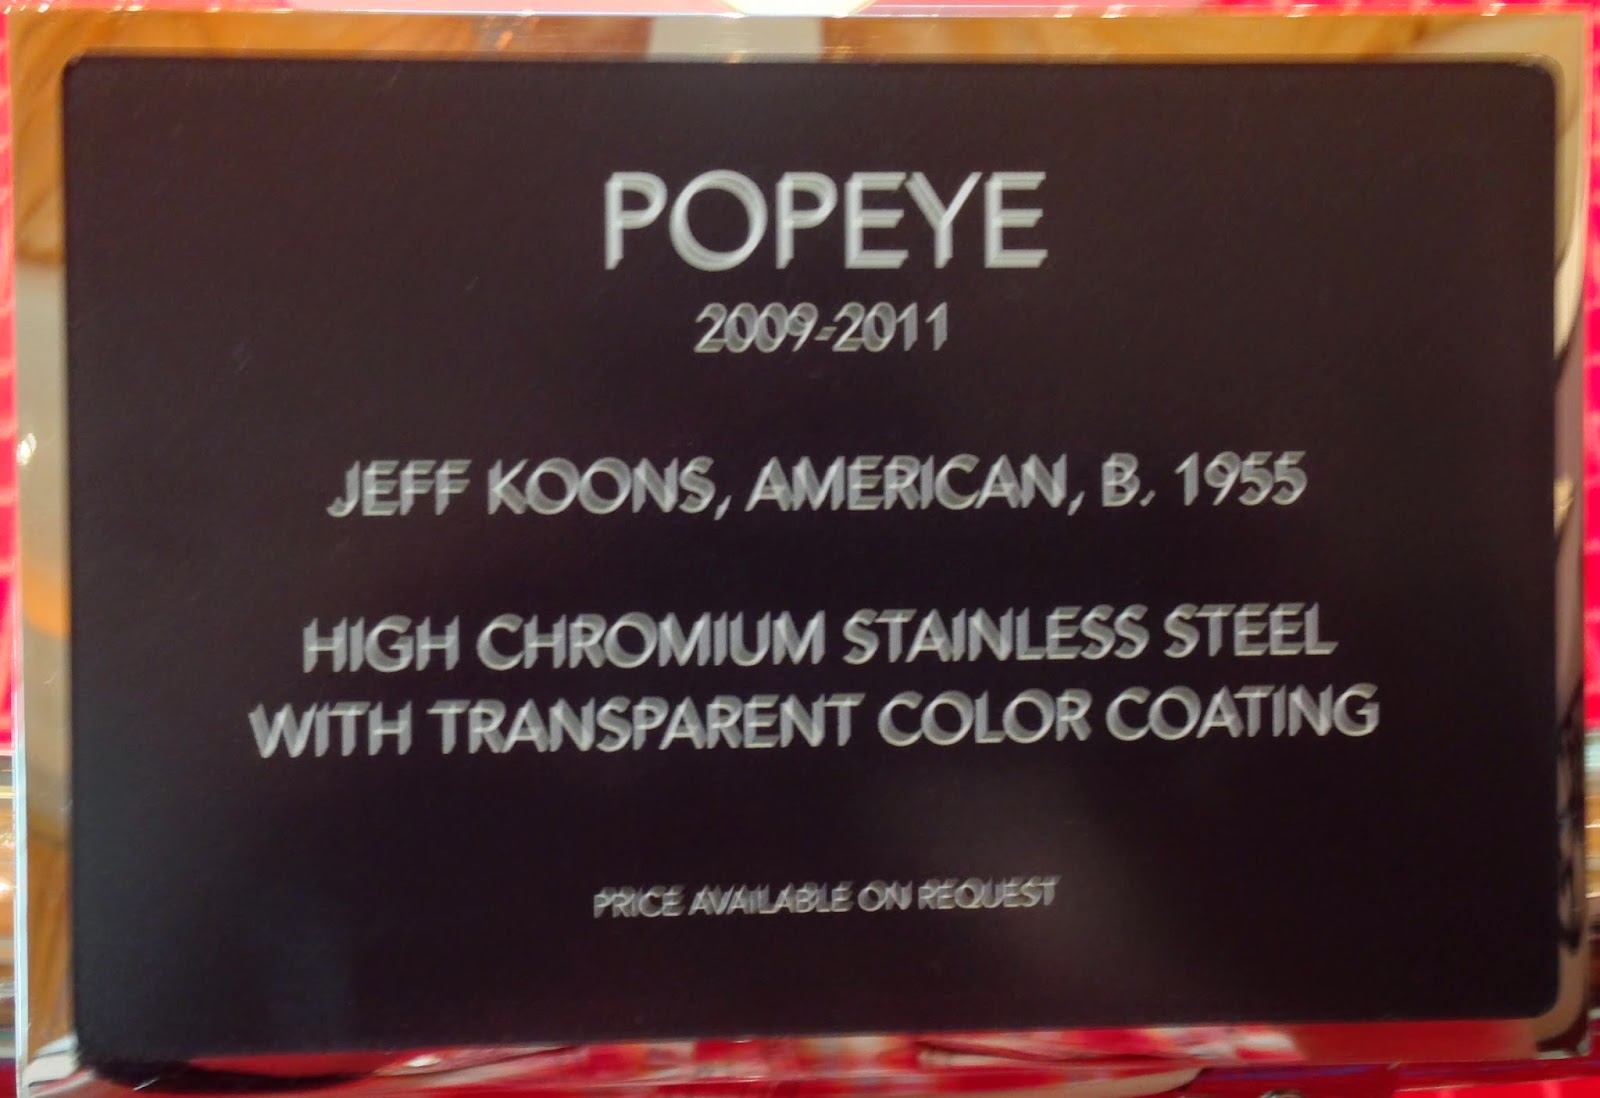 POPEYE
2009-2011
JEFF KOONS, AMERICAN, B. 1955
HIGH CHROMIUM STAINLESS STEEL
WITH TRANSPARENT COLOR COATING
PRICE AVAILABLE ON REQUEST